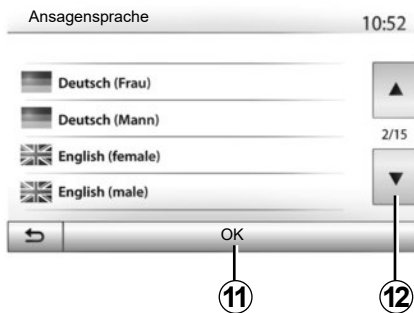 Ansagensprache
10:52
Deutsch (Frau)
Deutsch (Mann)
2/15
English (female)
English (male)
OK
11
12